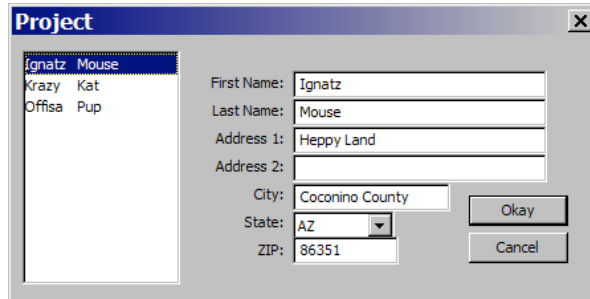 Project
Ignatz Mouse
Krazy Kat
Offisa Pup
First Name: Ignatz
Last Name: Mouse
Address 1: Heppy Land
Address 2:
City: Coconino County
State: AZ
ZIP: 86351
Okay
Cancel